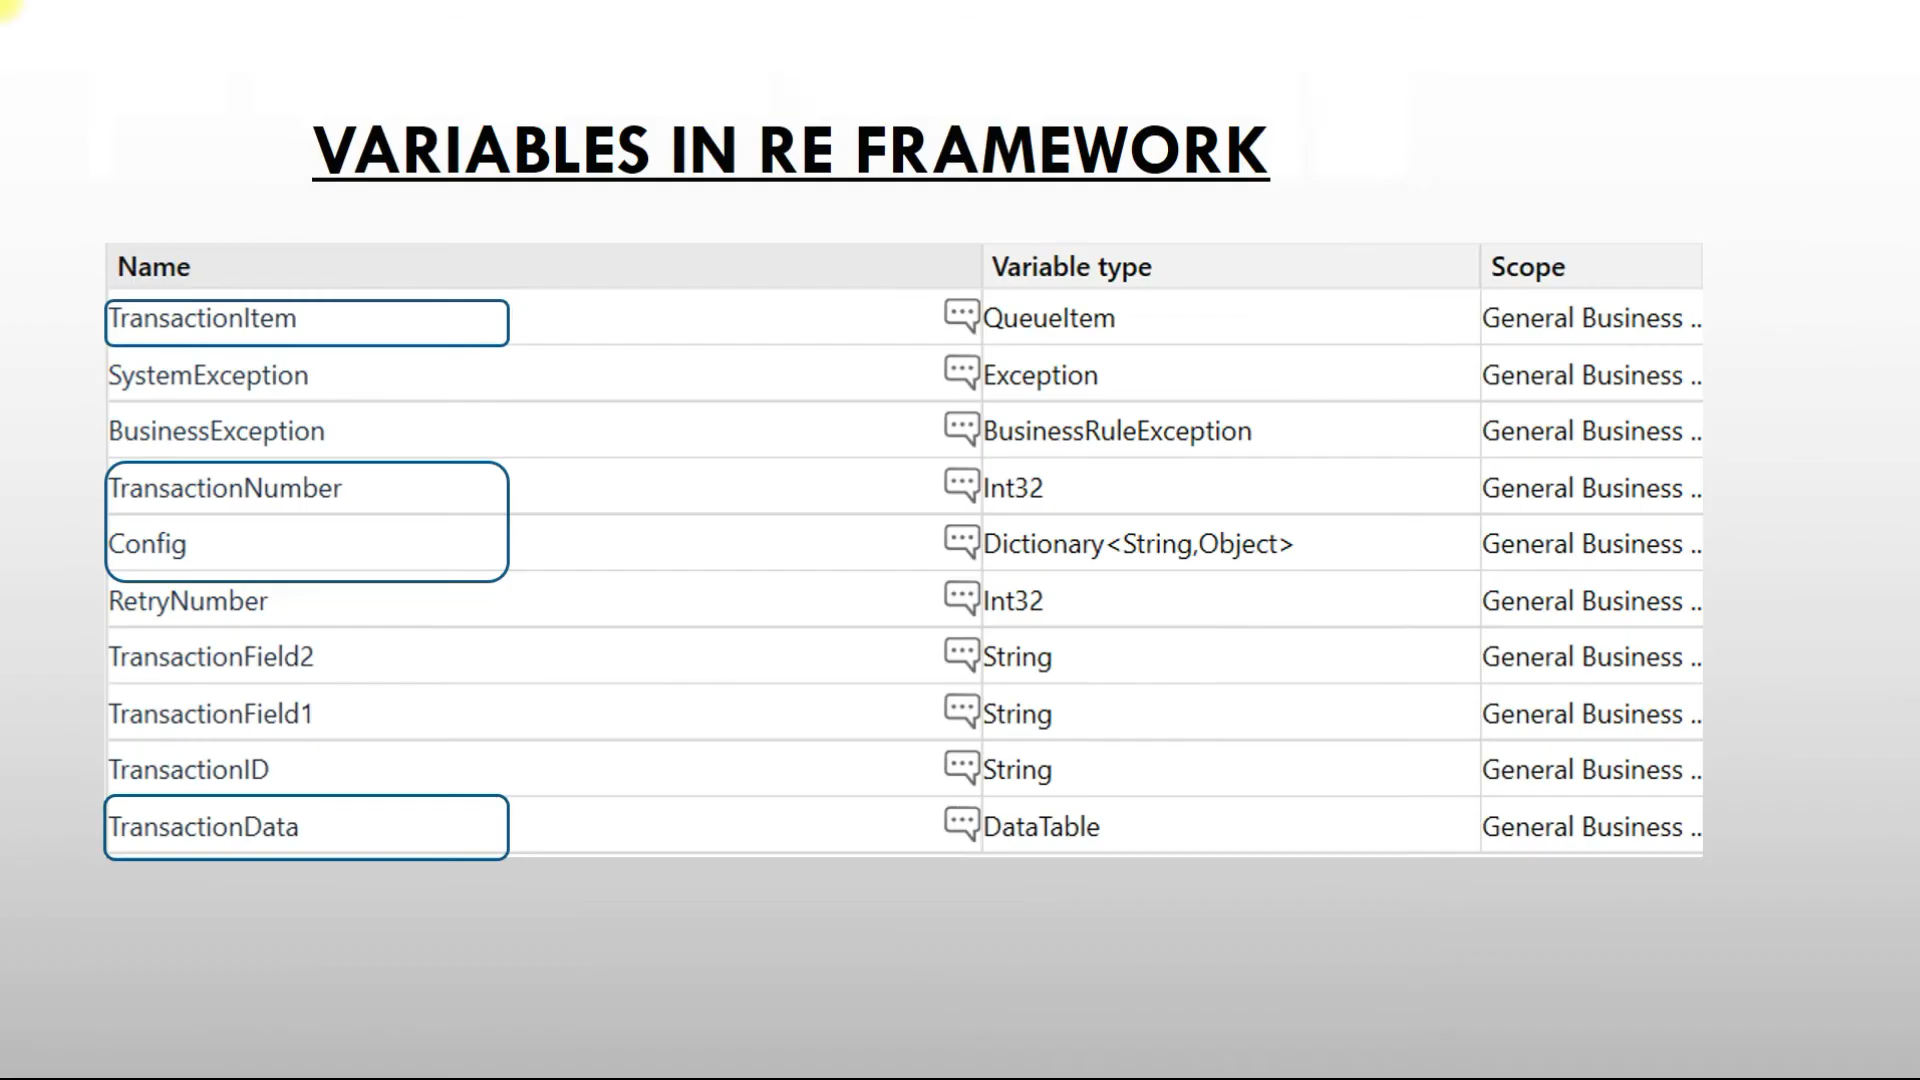 VARIABLES IN RE FRAMEWORK
Name Variable type Scope
TransactionItem QueueItem General Business ..
SystemException Exception General Business ..
BusinessException BusinessRuleException General Business ..
TransactionNumber Int32 General Business ..
Config Dictionary<String,Object> General Business ..
RetryNumber Int32 General Business ..
TransactionField2 String General Business ..
TransactionField1 String General Business ..
TransactionID String General Business ..
TransactionData DataTable General Business ..